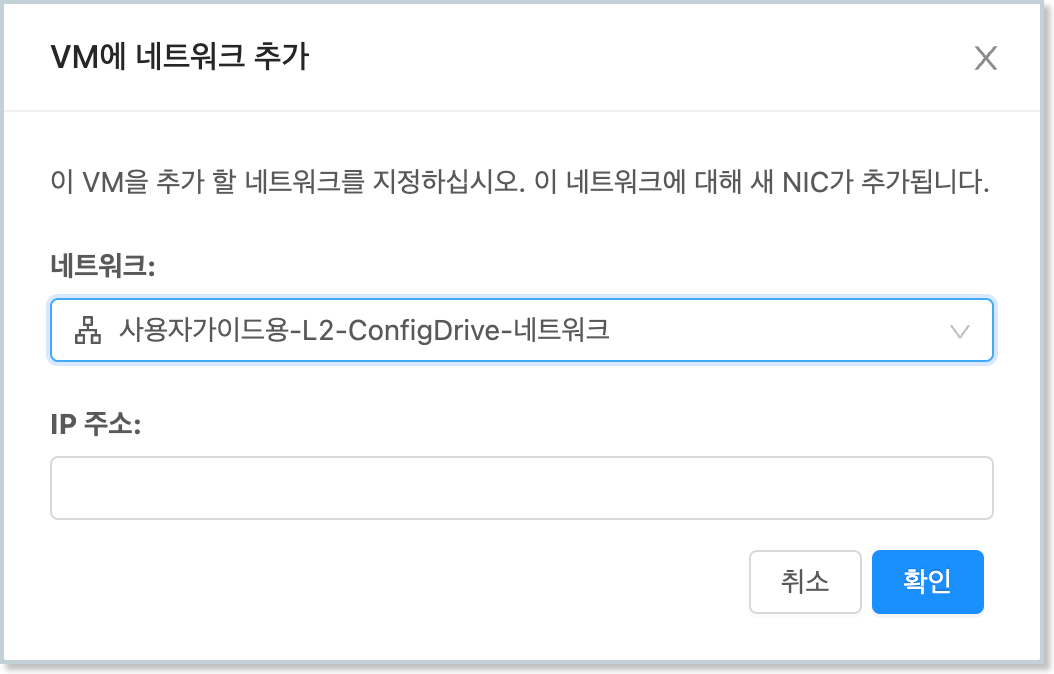 VM에 네트워크 추가
이 VM을 추가 할 네트워크를 지정하십시오. 이 네트워크에 대해 새 NIC가 추가됩니다.
네트워크:
사용자가이드용-L2-ConfigDrive-네트워크
IP 주소:
취소 확인